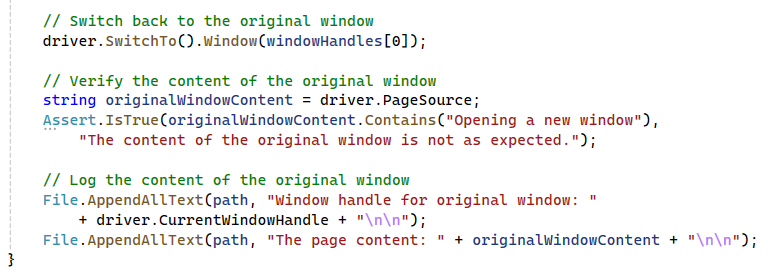 // Switch back to the original window
driver.SwitchTo().Window(windowHandles[0]);
// Verify the content of the original window
string originalWindowContent = driver.PageSource;
Assert.IsTrue(originalWindowContent.Contains("Opening a new window"),
"The content of the original window is not as expected.");
// Log the content of the original window
File.AppendAllText(path, "Window handle for original window: "
+ driver.CurrentWindowHandle + "\n\n");
File.AppendAllText(path, "The page content: " + originalWindowContent + "\n\n");
}